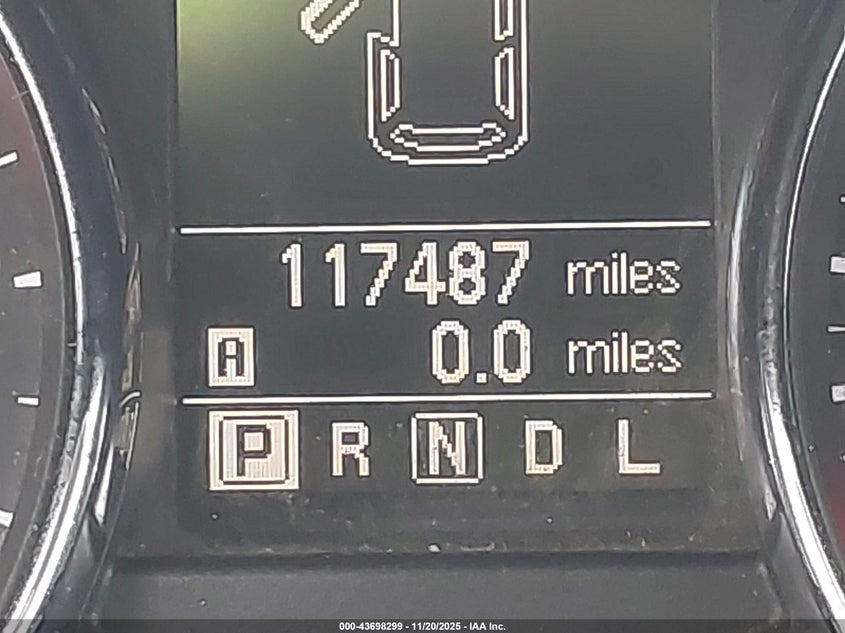 117487 miles
A 0.0 miles
P R N D L
000-43698299 - 11/20/2025 - IAA Inc.